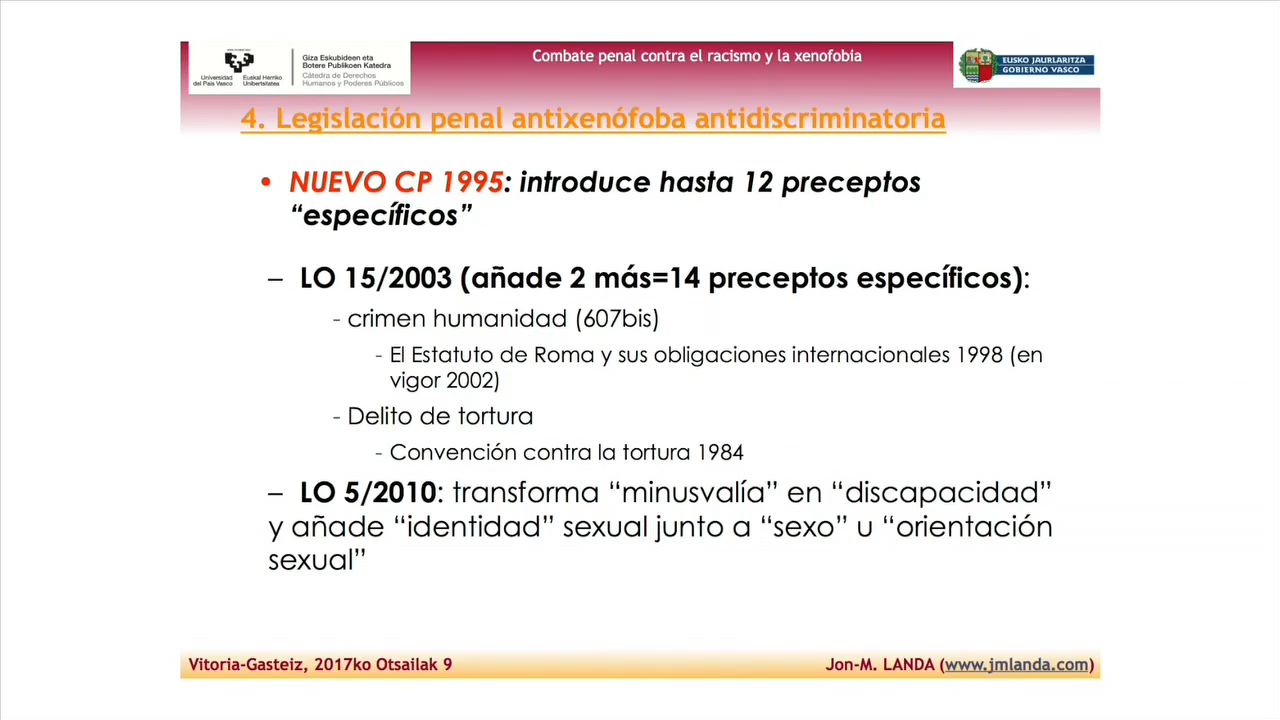 Combate penal contra el racismo y la xenofobia
Universidad del País Vasco
Euskal Herriko Unibertsitatea
Giza Eskubideen eta
Botere Publikoen Katedra
Cátedra de Derechos
Humanos y Poderes Públicos
EUSKO JAURLARITZA
GOBIERNO VASCO
4. Legislación penal antixenófoba antidiscriminatoria
• NUEVO CP 1995: introduce hasta 12 preceptos
“específicos”
– LO 15/2003 (añade 2 más=14 preceptos específicos):
- crimen humanidad (607bis)
- El Estatuto de Roma y sus obligaciones internacionales 1998 (en
vigor 2002)
- Delito de tortura
- Convención contra la tortura 1984
– LO 5/2010: transforma “minusvalía” en “discapacidad”
y añade “identidad” sexual junto a “sexo” u “orientación
sexual”
Vitoria-Gasteiz, 2017ko Otsailak 9
Jon-M. LANDA (www.jmlanda.com)